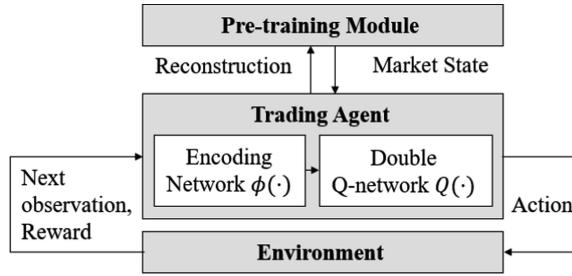 Pre-training Module
Reconstruction
Market State
Trading Agent
Encoding
Network ϕ(·)
Double
Q-network Q(·)
Next
observation,
Reward
Action
Environment